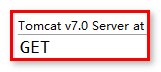 Tomcat v7.0 Server at
GET